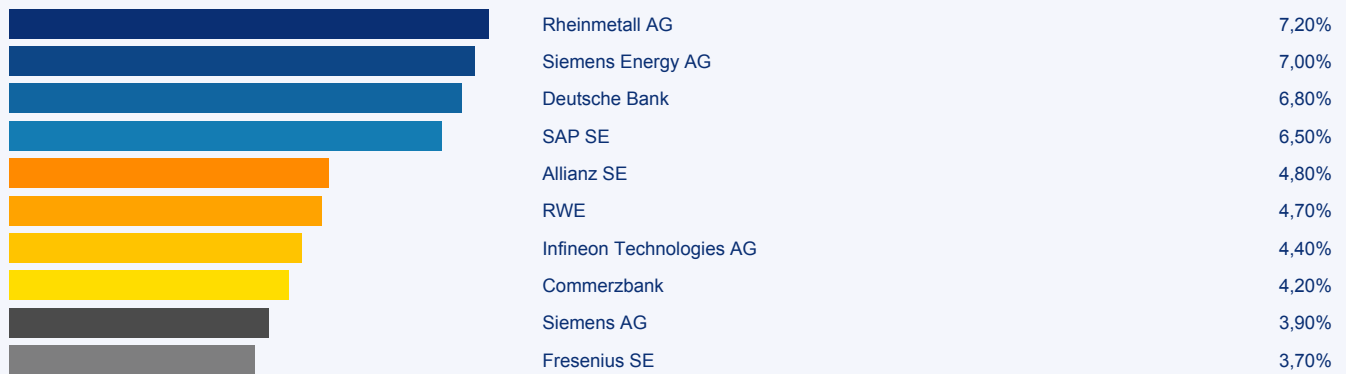 Rheinmetall AG 7,20%
Siemens Energy AG 7,00%
Deutsche Bank 6,80%
SAP SE 6,50%
Allianz SE 4,80%
RWE 4,70%
Infineon Technologies AG 4,40%
Commerzbank 4,20%
Siemens AG 3,90%
Fresenius SE 3,70%